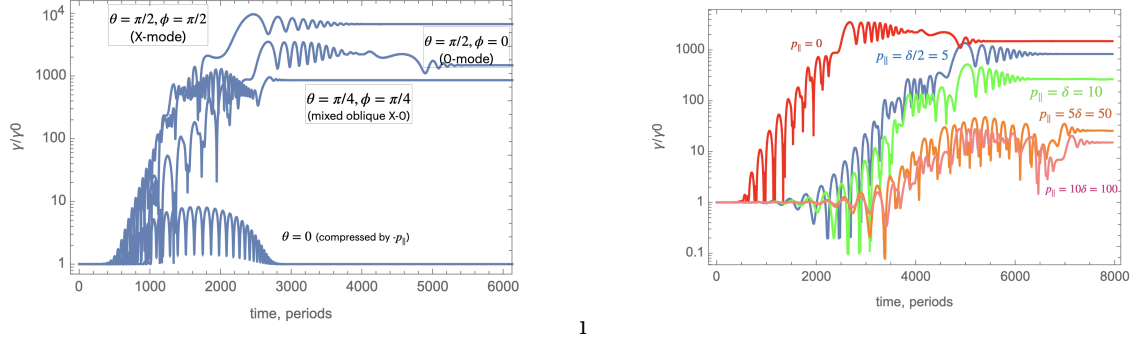 θ = π/2, ϕ = π/2
(X-mode)
θ = π/2, ϕ = 0
(O-mode)
θ = π/4, ϕ = π/4
(mixed oblique X-O)
θ = 0 (compressed by -p∥)
γ/γ0
10⁴
1000
100
10
1
0 1000 2000 3000 4000 5000 6000
time, periods
p∥ = 0
p∥ = δ/2 = 5
p∥ = δ = 10
p∥ = 5δ = 50
p∥ = 10δ = 100
γ/γ0
1000
100
10
1
0.1
0 2000 4000 6000 8000
time, periods
1